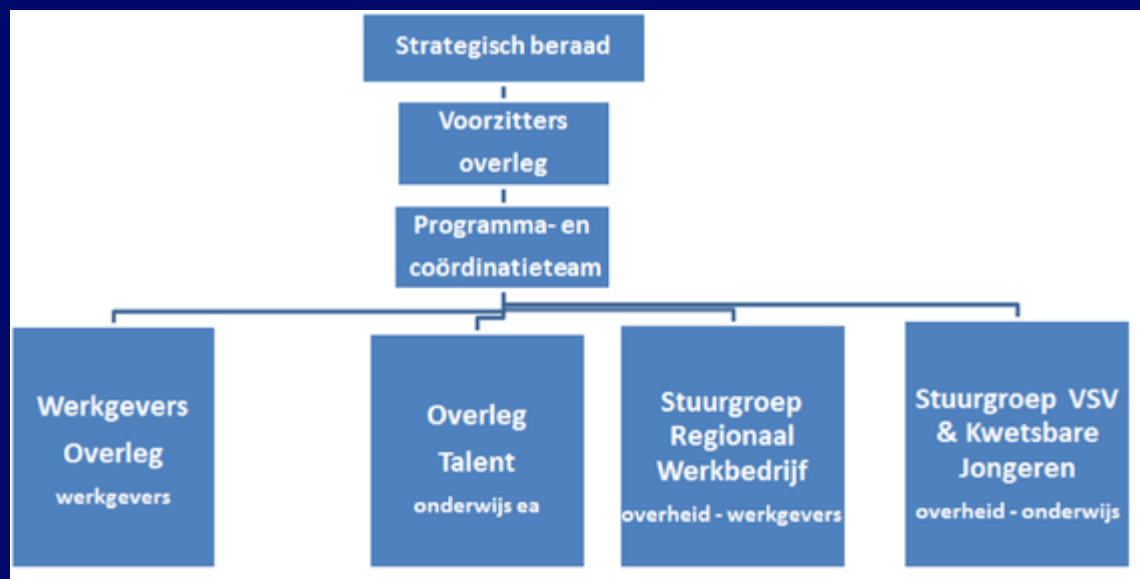 Strategisch beraad
Voorzitters
overleg
Programma- en
coördinatieteam
Werkgevers
Overleg
werkgevers
Overleg
Talent
onderwijs ea
Stuurgroep
Regionaal
Werkbedrijf
overheid - werkgevers
Stuurgroep VSV
& Kwetsbare
Jongeren
overheid - onderwijs